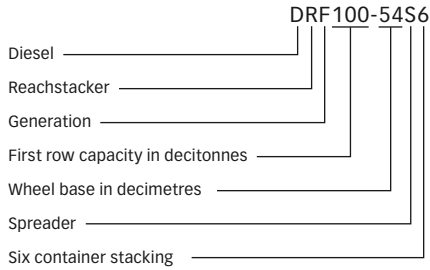 DRF100-54S6
Diesel
Reachstacker
Generation
First row capacity in decitonnes
Wheel base in decimetres
Spreader
Six container stacking